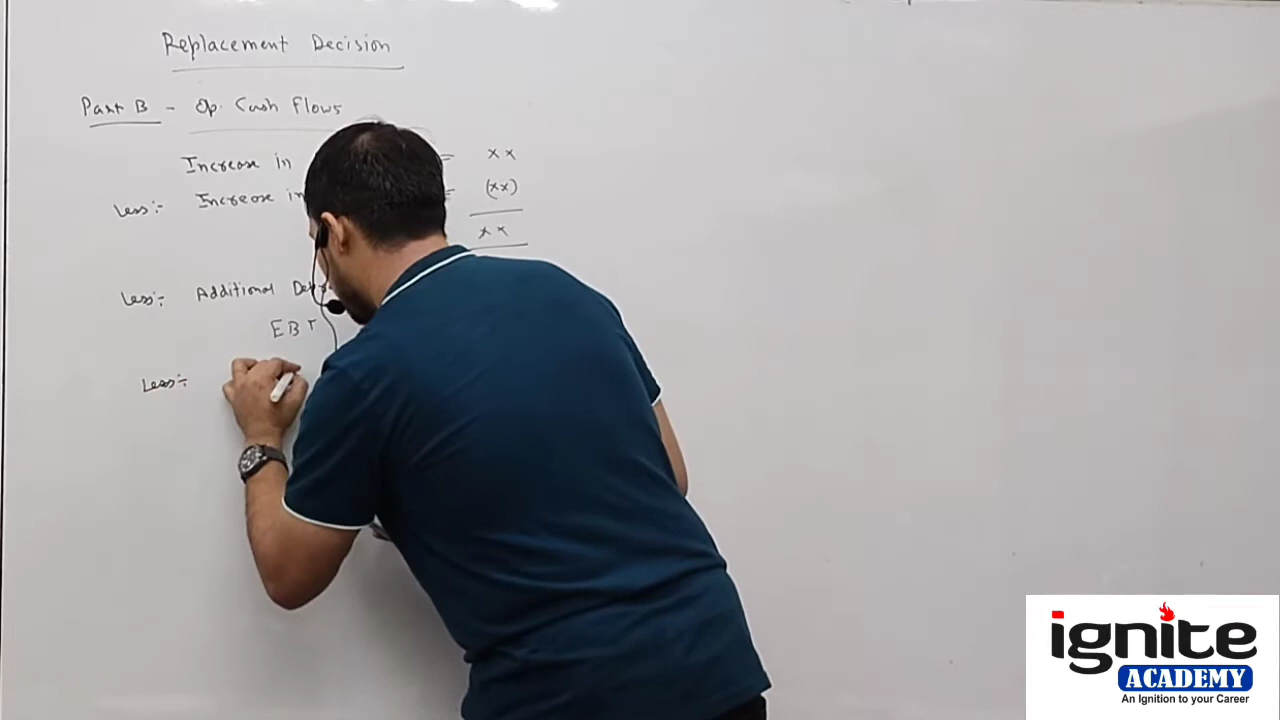 Replacement Decision
Part B - Op. Cash Flows
Increase in = xx
Less:- Increase in = (xx)
xx
Less:- Additional Dep
EBT
Less:-
ignite
ACADEMY
An Ignition to your Career